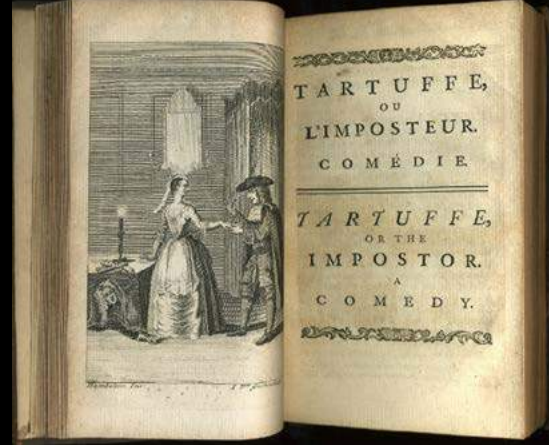 TARTUFFE,
OU
L'IMPOSTEUR.
COMÉDIE.
TARTUFFE,
OR THE
IMPOSTOR.
A
COMEDY.